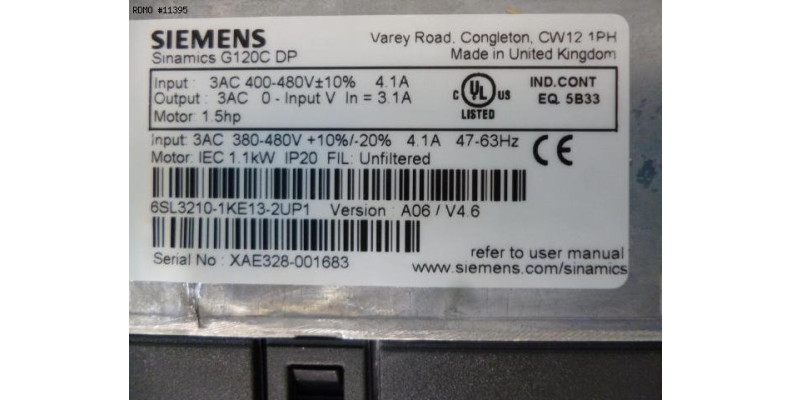 RDMO #11395
SIEMENS
Varey Road, Congleton, CW12 1PH
Sinamics G120C DP
Made in United Kingdom
Input : 3AC 400-480V±10% 4.1A
Output : 3AC 0 - Input V In = 3.1A
Motor: 1.5hp
C UL US
LISTED
IND.CONT
EQ. 5B33
Input: 3AC 380-480V +10%/-20% 4.1A 47-63Hz
Motor: IEC 1.1kW IP20 FIL: Unfiltered
CE
6SL3210-1KE13-2UP1 Version : A06 / V4.6
Serial No : XAE328-001683
refer to user manual
www.siemens.com/sinamics